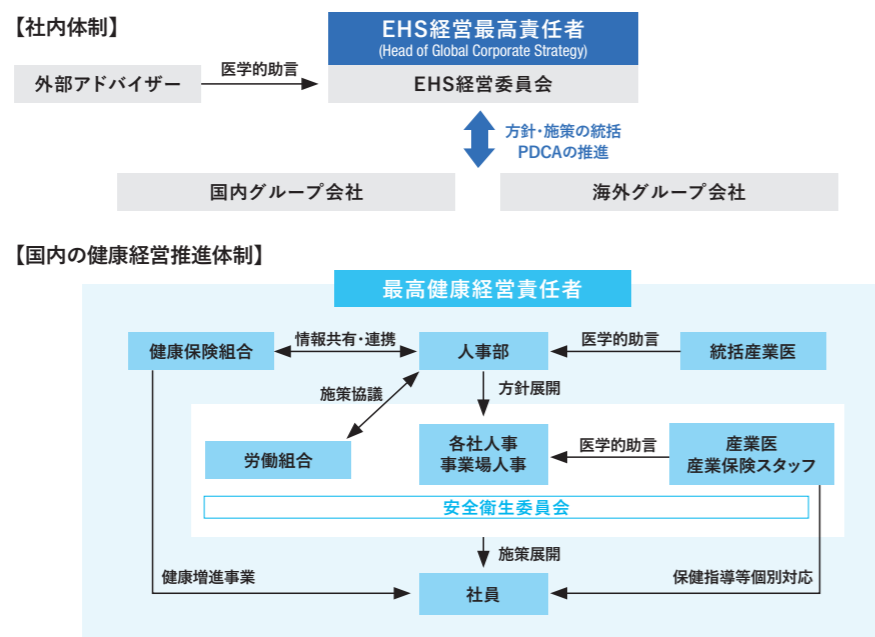 【社内体制】
EHS経営最高責任者
(Head of Global Corporate Strategy)
外部アドバイザー
医学的助言
EHS経営委員会
方針・施策の統括
PDCAの推進
国内グループ会社
海外グループ会社
【国内の健康経営推進体制】
最高健康経営責任者
健康保険組合
情報共有・連携
人事部
医学的助言
統括産業医
施策協議
方針展開
労働組合
各社人事
事業場人事
医学的助言
産業医
産業保険スタッフ
安全衛生委員会
施策展開
健康増進事業
保健指導等個別対応
社員